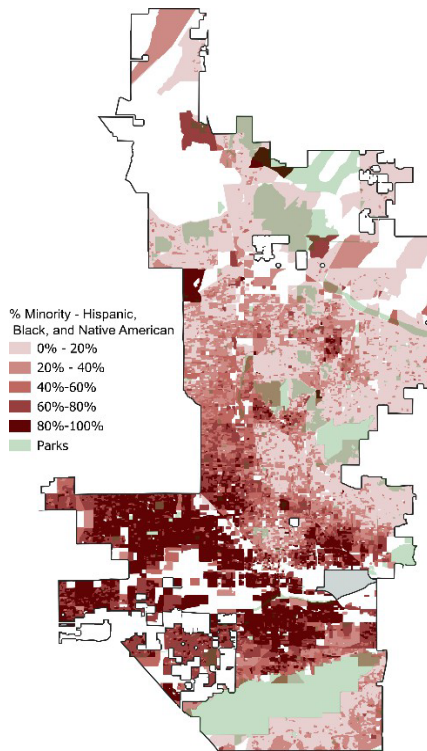 % Minority - Hispanic,
Black, and Native American
0% - 20%
20% - 40%
40%-60%
60%-80%
80%-100%
Parks